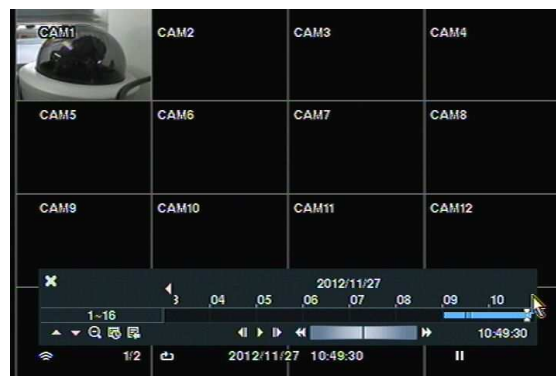 CAM1 CAM2 CAM3 CAM4
CAM5 CAM6 CAM7 CAM8
CAM9 CAM10 CAM11 CAM12
2012/11/27
3 04 05 06 07 08 09 10
1~16
10:49:30
1/2 2012/11/27 10:49:30